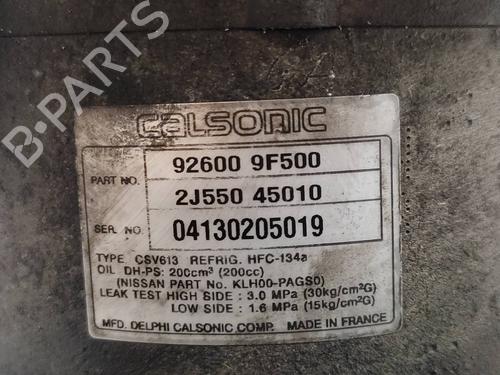 B-PARTS
CALSONIC
PART NO. 92600 9F500
2J550 45010
SER NO. 04130205019
TYPE CSV613 REFRIG. HFC-134a
OIL DH-PS: 200cm³ (200cc)
(NISSAN PART No. KLH00-PAGS0)
LEAK TEST HIGH SIDE : 3.0 MPa (30kg/cm²G)
LOW SIDE : 1.6 MPa (15kg/cm²G)
MFD. DELPHI CALSONIC COMP. MADE IN FRANCE